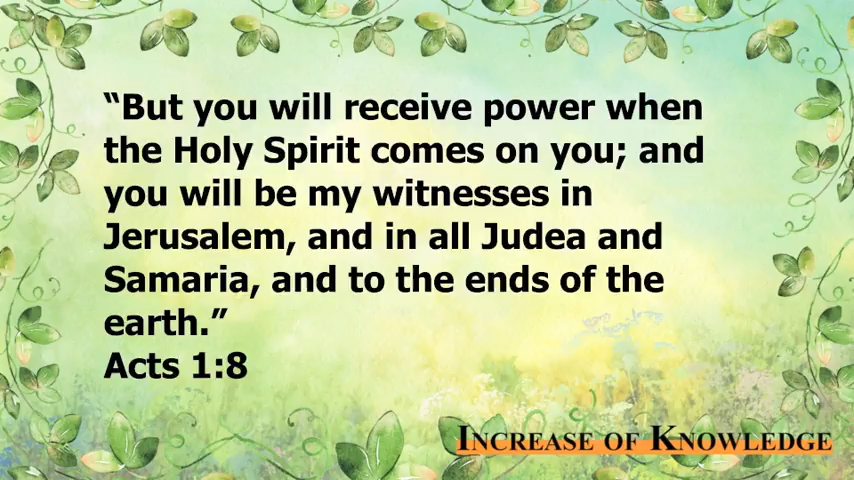 “But you will receive power when
the Holy Spirit comes on you; and
you will be my witnesses in
Jerusalem, and in all Judea and
Samaria, and to the ends of the
earth.”
Acts 1:8
INCREASE OF KNOWLEDGE